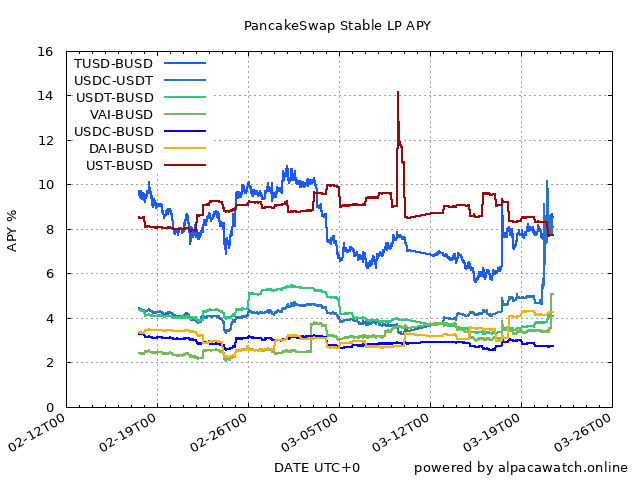 PancakeSwap Stable LP APY
TUSD-BUSD
USDC-USDT
USDT-BUSD
VAI-BUSD
USDC-BUSD
DAI-BUSD
UST-BUSD
APY %
16
14
12
10
8
6
4
2
0
02-12T00
02-19T00
02-26T00
03-05T00
03-12T00
03-19T00
03-26T00
DATE UTC+0
powered by alpacawatch.online